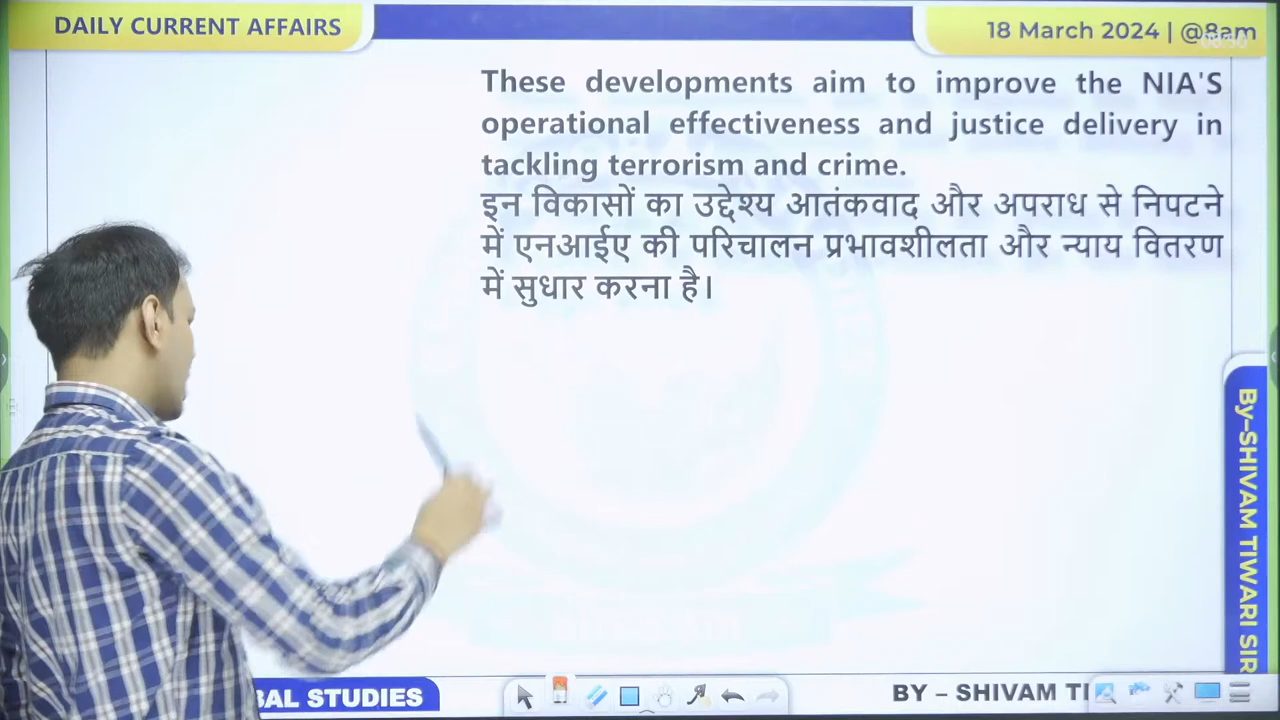 DAILY CURRENT AFFAIRS
18 March 2024 | @8am
These developments aim to improve the NIA'S
operational effectiveness and justice delivery in
tackling terrorism and crime.
इन विकासों का उद्देश्य आतंकवाद और अपराध से निपटने
में एनआईए की परिचालन प्रभावशीलता और न्याय वितरण
में सुधार करना है।
By-SHIVAM TIWARI SIR
BAL STUDIES
BY – SHIVAM TI